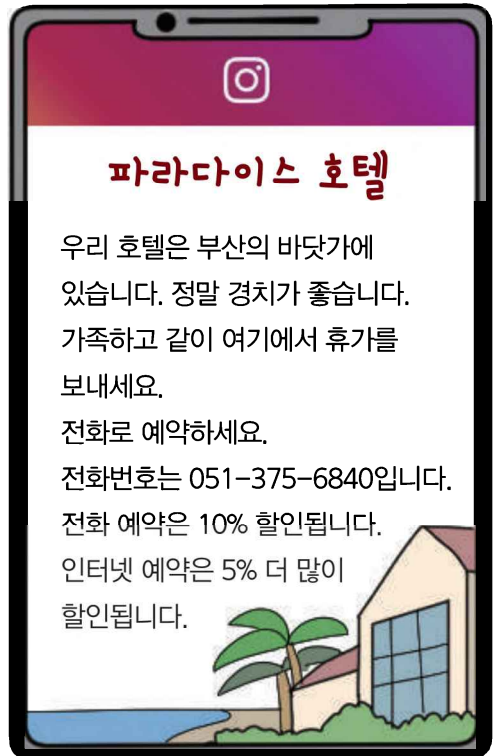 파라다이스 호텔
우리 호텔은 부산의 바닷가에
있습니다. 정말 경치가 좋습니다.
가족하고 같이 여기에서 휴가를
보내세요.
전화로 예약하세요.
전화번호는 051-375-6840입니다.
전화 예약은 10% 할인됩니다.
인터넷 예약은 5% 더 많이
할인됩니다.